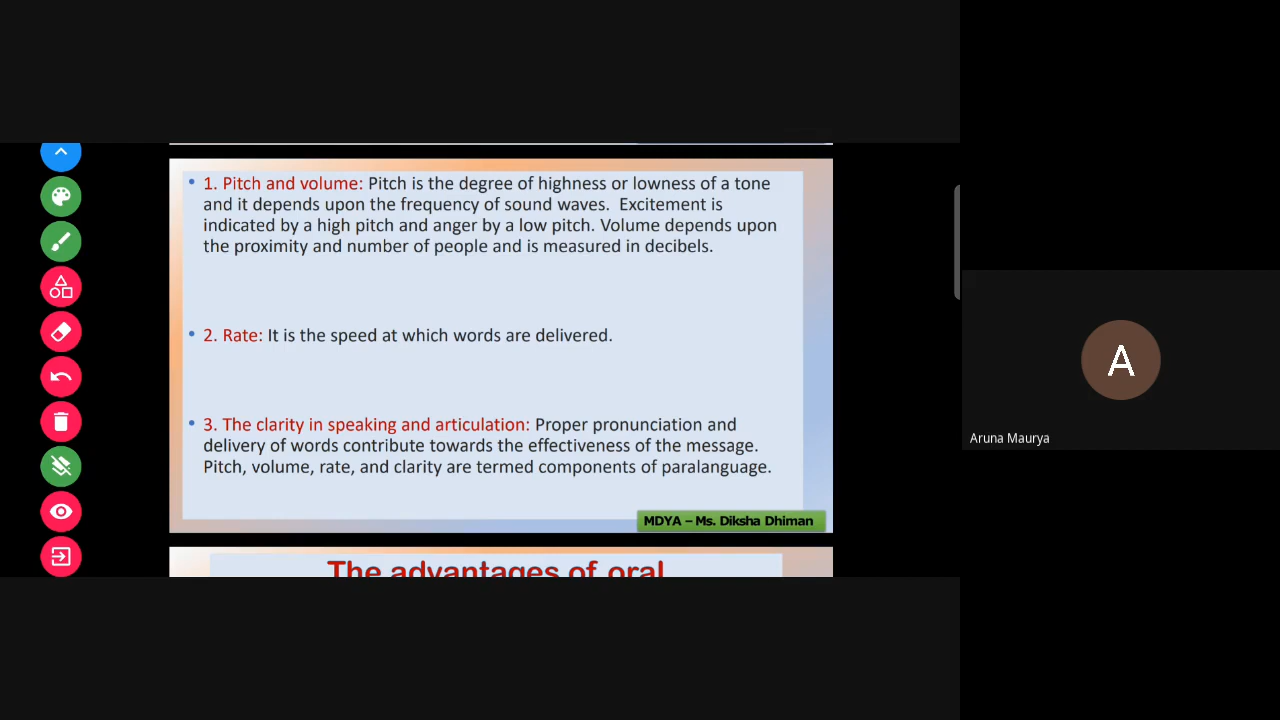 • 1. Pitch and volume: Pitch is the degree of highness or lowness of a tone
and it depends upon the frequency of sound waves.  Excitement is
indicated by a high pitch and anger by a low pitch. Volume depends upon
the proximity and number of people and is measured in decibels.
• 2. Rate: It is the speed at which words are delivered.
• 3. The clarity in speaking and articulation: Proper pronunciation and
delivery of words contribute towards the effectiveness of the message.
Pitch, volume, rate, and clarity are termed components of paralanguage.
MDYA – Ms. Diksha Dhiman
The advantages of oral
A
Aruna Maurya